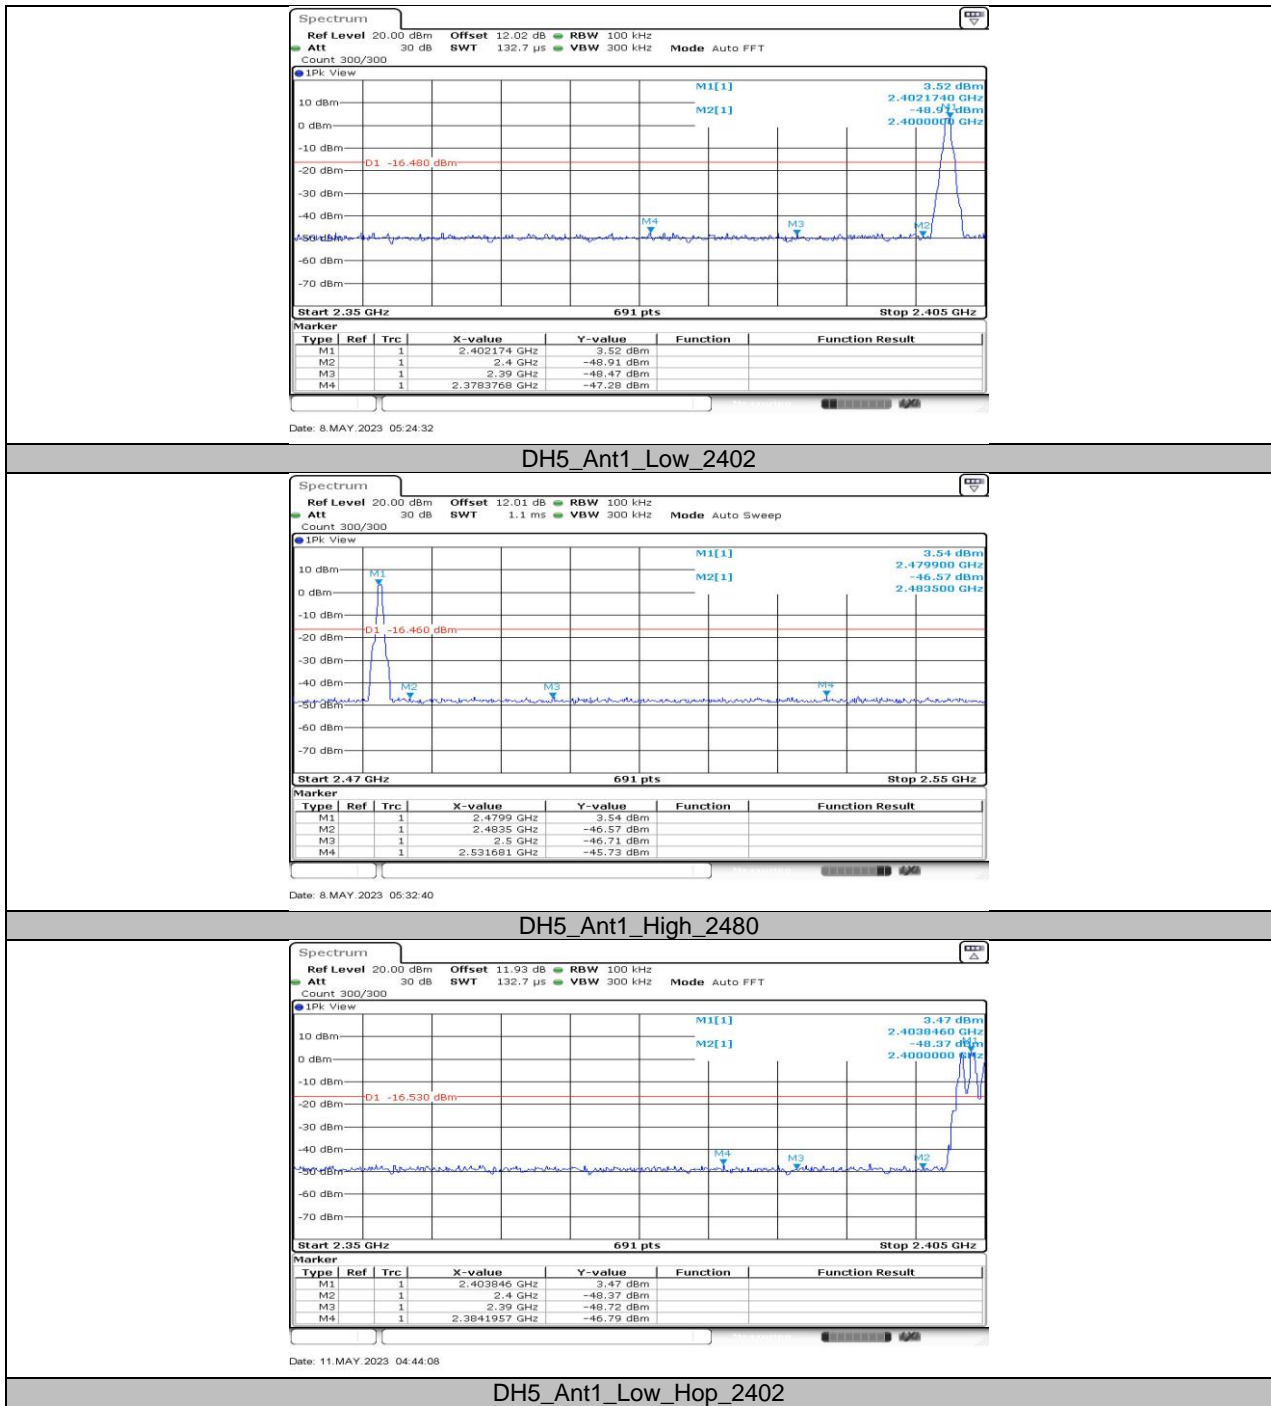 Spectrum
Ref Level 20.00 dBm Offset 12.02 dB RBW 100 kHz
Att 30 dB SWT 132.7 µs VBW 300 kHz Mode Auto FFT
Count 300/300
1Pk View
M1[1] 3.52 dBm
2.4021740 GHz
10 dBm
M2[1] -48.91 dBm
M1
2.4000000 GHz
0 dBm
-10 dBm
D1 -16.480 dBm
-20 dBm
-30 dBm
-40 dBm
M4 M3 M2
-50 dBm
-60 dBm
-70 dBm
Start 2.35 GHz 691 pts Stop 2.405 GHz
Marker
Type Ref Trc X-value Y-value Function Function Result
M1 1 2.402174 GHz 3.52 dBm
M2 1 2.4 GHz -48.91 dBm
M3 1 2.39 GHz -48.47 dBm
M4 1 2.3783768 GHz -47.28 dBm
Date: 8.MAY.2023 05:24:32
DH5_Ant1_Low_2402
Spectrum
Ref Level 20.00 dBm Offset 12.01 dB RBW 100 kHz
Att 30 dB SWT 1.1 ms VBW 300 kHz Mode Auto Sweep
Count 300/300
1Pk View
M1[1] 3.54 dBm
2.479900 GHz
10 dBm
M1
M2[1] -46.57 dBm
2.483500 GHz
0 dBm
-10 dBm
D1 -16.460 dBm
-20 dBm
-30 dBm
-40 dBm
M2 M3 M4
-50 dBm
-60 dBm
-70 dBm
Start 2.47 GHz 691 pts Stop 2.55 GHz
Marker
Type Ref Trc X-value Y-value Function Function Result
M1 1 2.4799 GHz 3.54 dBm
M2 1 2.4835 GHz -46.57 dBm
M3 1 2.5 GHz -46.71 dBm
M4 1 2.531681 GHz -45.73 dBm
Date: 8.MAY.2023 05:32:40
DH5_Ant1_High_2480
Spectrum
Ref Level 20.00 dBm Offset 11.93 dB RBW 100 kHz
Att 30 dB SWT 132.7 µs VBW 300 kHz Mode Auto FFT
Count 300/300
1Pk View
M1[1] 3.47 dBm
2.4038460 GHz
10 dBm
M2[1] -48.37 dBm
M1
2.4000000 GHz
0 dBm
-10 dBm
D1 -16.530 dBm
-20 dBm
-30 dBm
-40 dBm
M4 M3 M2
-50 dBm
-60 dBm
-70 dBm
Start 2.35 GHz 691 pts Stop 2.405 GHz
Marker
Type Ref Trc X-value Y-value Function Function Result
M1 1 2.403846 GHz 3.47 dBm
M2 1 2.4 GHz -48.37 dBm
M3 1 2.39 GHz -48.72 dBm
M4 1 2.3841957 GHz -46.79 dBm
Date: 11.MAY.2023 04:44:08
DH5_Ant1_Low_Hop_2402